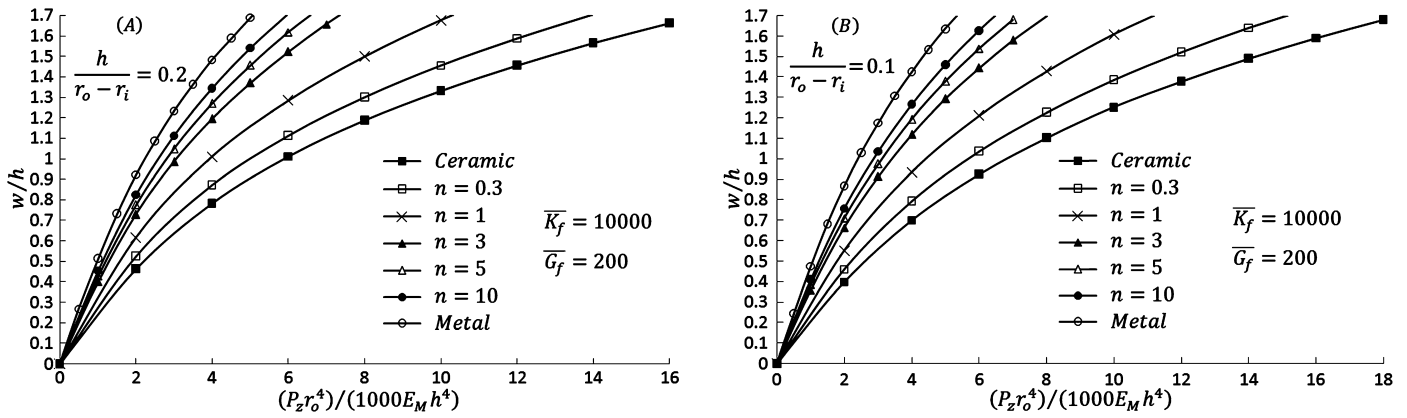 (A)
h
r_o − r_i
= 0.2
1.7
1.6
1.5
1.4
1.3
1.2
1.1
1
0.9
0.8
0.7
0.6
0.5
0.4
0.3
0.2
0.1
0
w/h
Ceramic
n = 0.3
n = 1
n = 3
n = 5
n = 10
Metal
K̅_f = 10000
G̅_f = 200
0 2 4 6 8 10 12 14 16
(P_z r_o^4)/(1000E_M h^4)
(B)
h
r_o − r_i
= 0.1
1.7
1.6
1.5
1.4
1.3
1.2
1.1
1
0.9
0.8
0.7
0.6
0.5
0.4
0.3
0.2
0.1
0
w/h
Ceramic
n = 0.3
n = 1
n = 3
n = 5
n = 10
Metal
K̅_f = 10000
G̅_f = 200
0 2 4 6 8 10 12 14 16 18
(P_z r_o^4)/(1000E_M h^4)